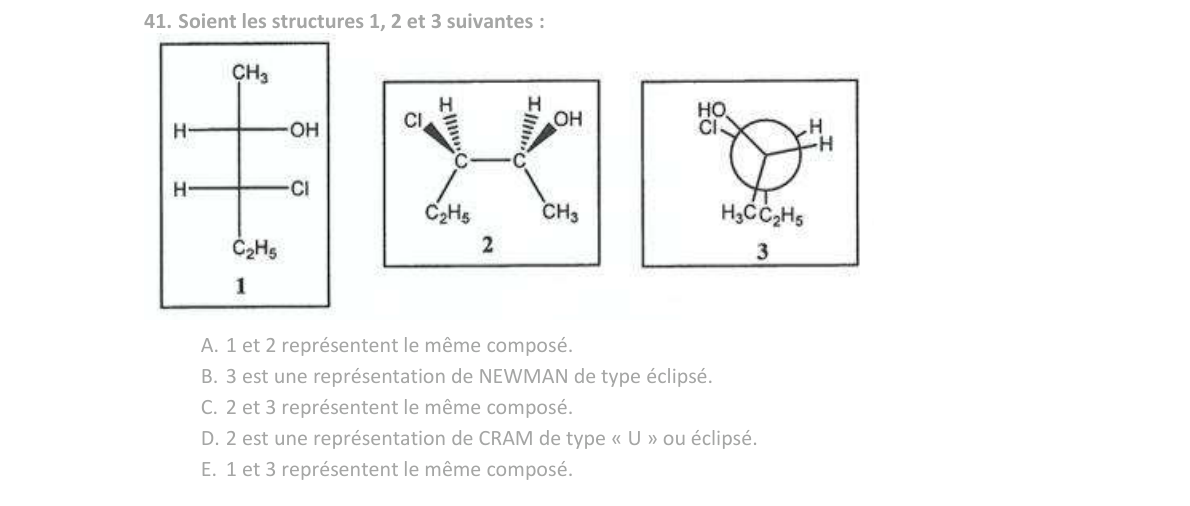 41. Soient les structures 1, 2 et 3 suivantes :
CH3
H OH
H Cl
C2H5
1
H H
Cl OH
C C
C2H5 CH3
2
HO
Cl H
H
H3C C2H5
3
A. 1 et 2 représentent le même composé.
B. 3 est une représentation de NEWMAN de type éclipsé.
C. 2 et 3 représentent le même composé.
D. 2 est une représentation de CRAM de type « U » ou éclipsé.
E. 1 et 3 représentent le même composé.